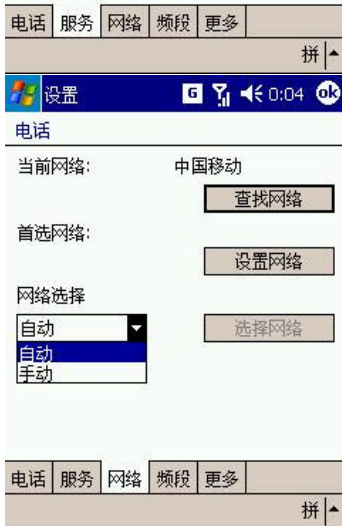 电话 服务 网络 频段 更多
拼
设置 G 0:04 ok
电话
当前网络: 中国移动
查找网络
首选网络:
设置网络
网络选择
自动 选择网络
自动
手动
电话 服务 网络 频段 更多
拼